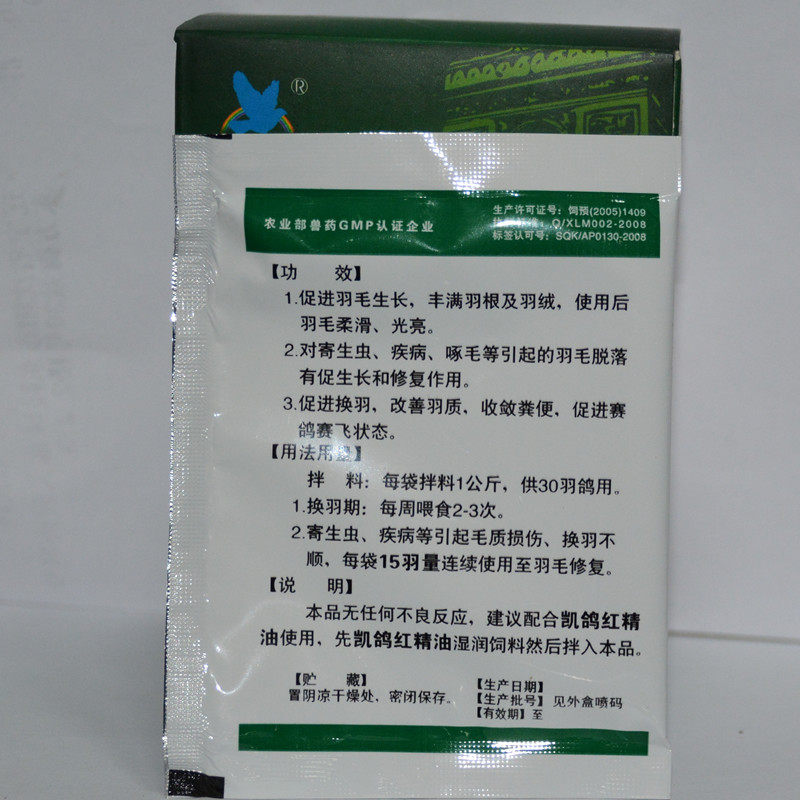 ®
农业部兽药GMP认证企业
生产许可证号：饲预(2005)1409
Q/XLM002-2008
标签认可号：SQK/AP0130-2008
【功 效】
1.促进羽毛生长，丰满羽根及羽绒，使用后
羽毛柔滑、光亮。
2.对寄生虫、疾病、啄毛等引起的羽毛脱落
有促生长和修复作用。
3.促进换羽，改善羽质，收敛粪便，促进赛
鸽赛飞状态。
【用法用量】
拌 料：每袋拌料1公斤，供30羽鸽用。
1.换羽期：每周喂食2-3次。
2.寄生虫、疾病等引起毛质损伤、换羽不
顺，每袋15羽量连续使用至羽毛修复。
【说 明】
本品无任何不良反应，建议配合凯鸽红精
油使用，先凯鸽红精油湿润饲料然后拌入本品。
【贮 藏】
置阴凉干燥处，密闭保存。
【生产日期】
【生产批号】见外盒喷码
【有效期】至